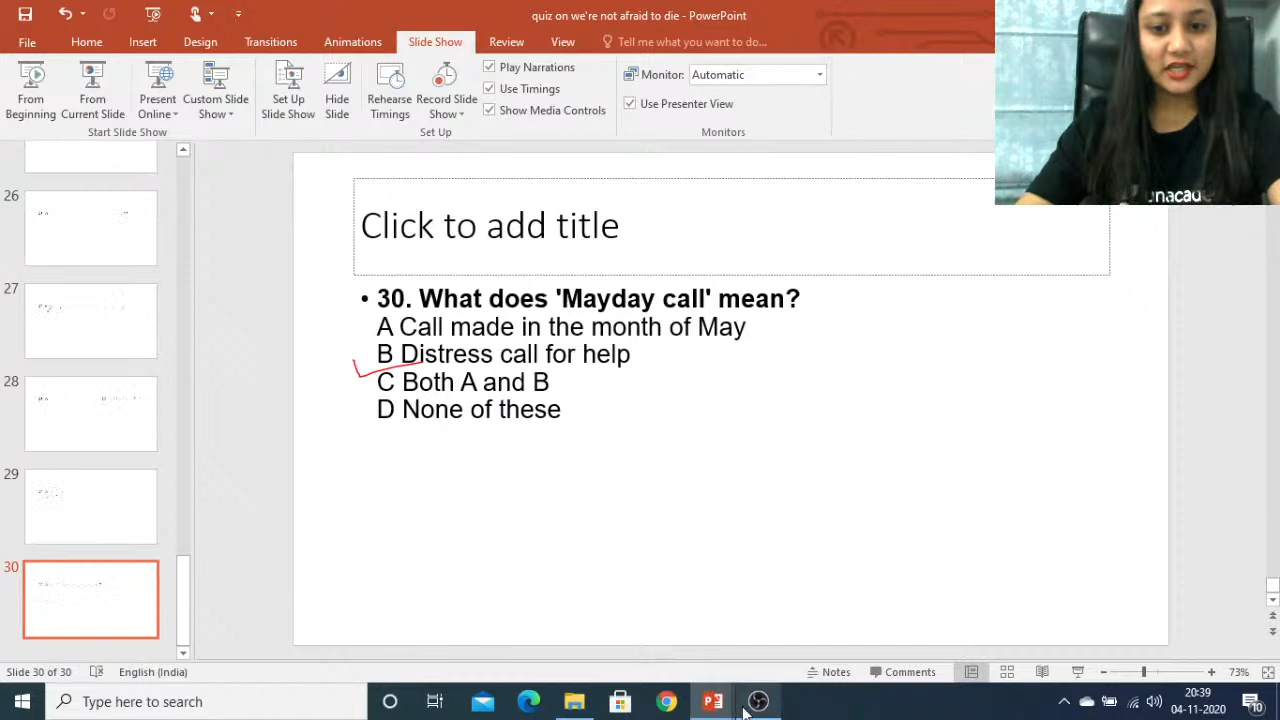 quiz on we're not afraid to die - PowerPoint
File Home Insert Design Transitions Animations Slide Show Review View Tell me what you want to do...
From Beginning
From Current Slide
Present Online
Custom Slide Show
Start Slide Show
Set Up Slide Show
Hide Slide
Rehearse Timings
Record Slide Show
Play Narrations
Use Timings
Show Media Controls
Set Up
Monitor: Automatic
Use Presenter View
Monitors
nacade
26
27
28
29
30
Click to add title
• 30. What does 'Mayday call' mean?
A Call made in the month of May
B Distress call for help
C Both A and B
D None of these
Slide 30 of 30 English (India) Notes Comments 73%
Type here to search
20:39
04-11-2020
10